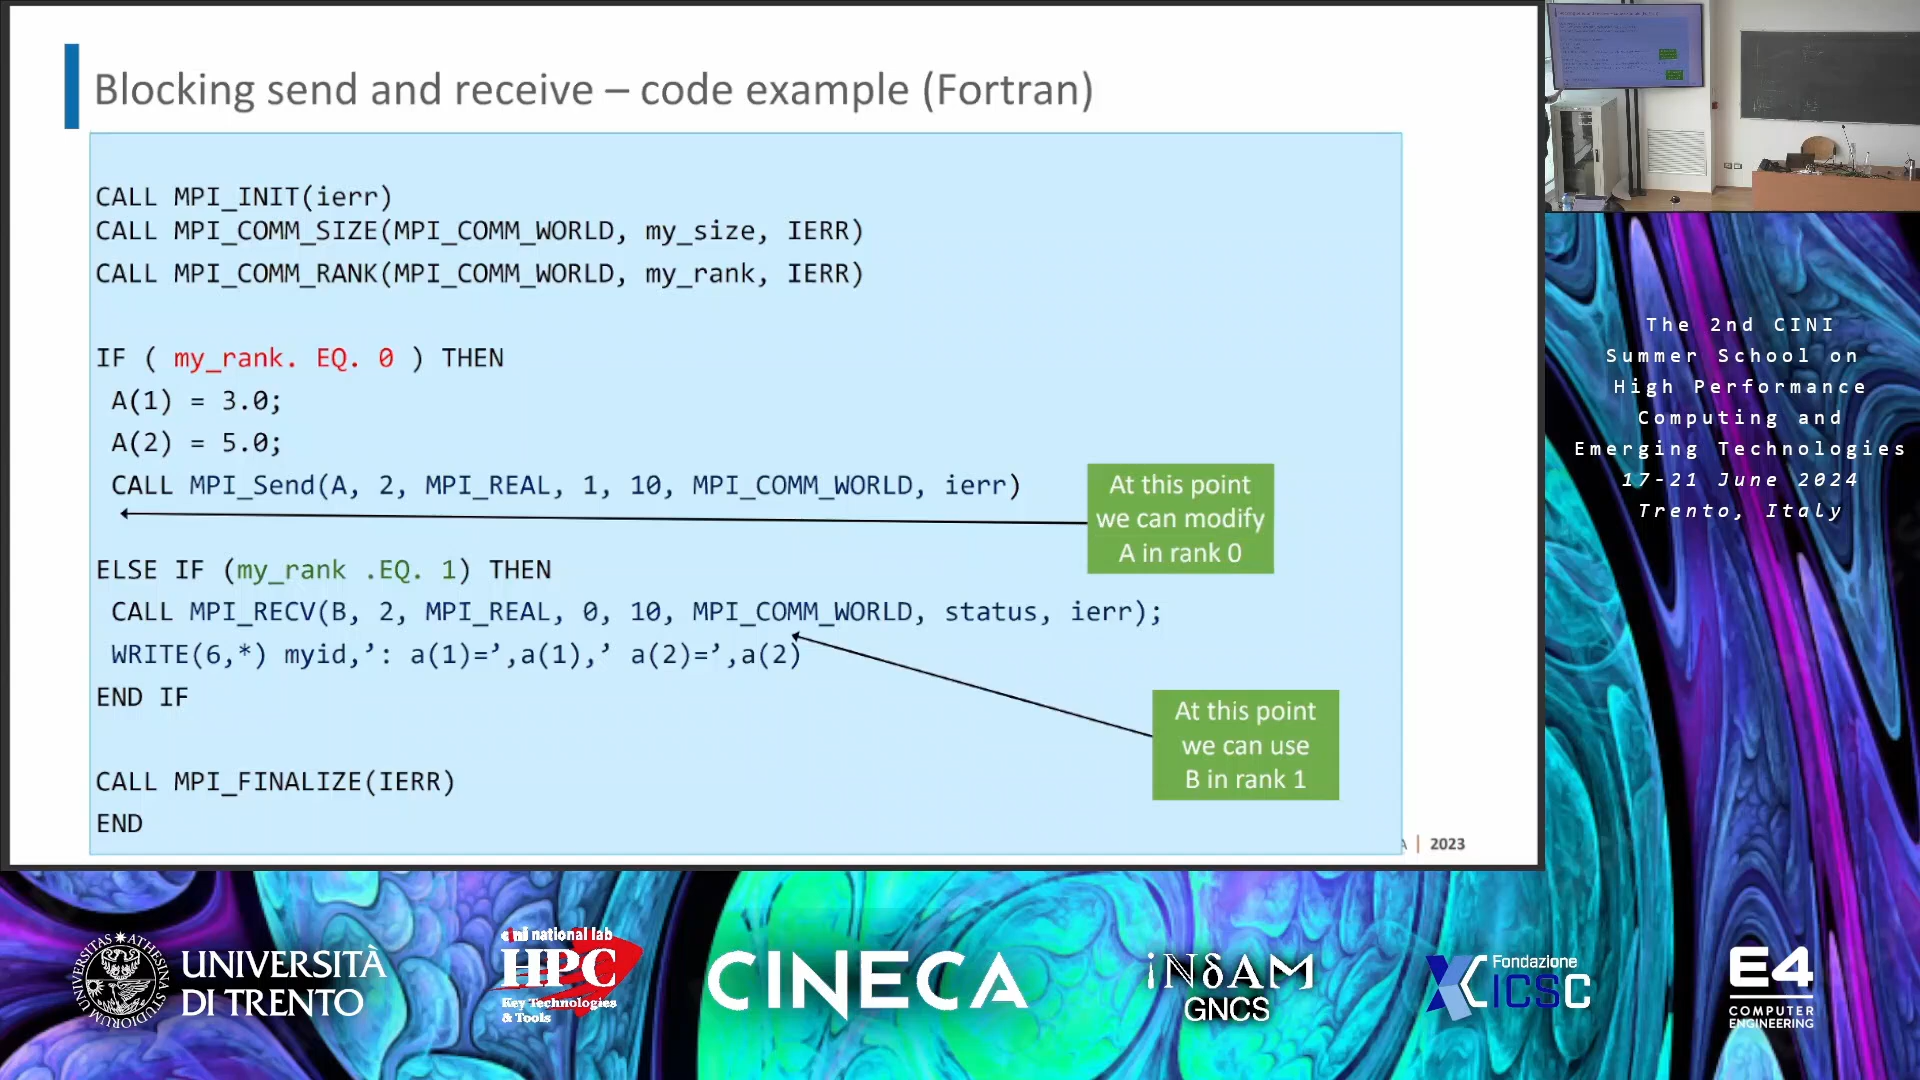 Blocking send and receive – code example (Fortran)
CALL MPI_INIT(ierr)
CALL MPI_COMM_SIZE(MPI_COMM_WORLD, my_size, IERR)
CALL MPI_COMM_RANK(MPI_COMM_WORLD, my_rank, IERR)
IF ( my_rank. EQ. 0 ) THEN
A(1) = 3.0;
A(2) = 5.0;
CALL MPI_Send(A, 2, MPI_REAL, 1, 10, MPI_COMM_WORLD, ierr)
At this point
we can modify
A in rank 0
ELSE IF (my_rank .EQ. 1) THEN
CALL MPI_RECV(B, 2, MPI_REAL, 0, 10, MPI_COMM_WORLD, status, ierr);
WRITE(6,*) myid,’: a(1)=’,a(1),’ a(2)=’,a(2)
END IF
At this point
we can use
B in rank 1
CALL MPI_FINALIZE(IERR)
END
2023
The 2nd CINI
Summer School on
High Performance
Computing and
Emerging Technologies
17-21 June 2024
Trento, Italy
UNIVERSITÀ
DI TRENTO
cini national lab
HPC
Key Technologies
& Tools
CINECA
iNδAM
GNCS
Fondazione
ICSC
E4
COMPUTER
ENGINEERING